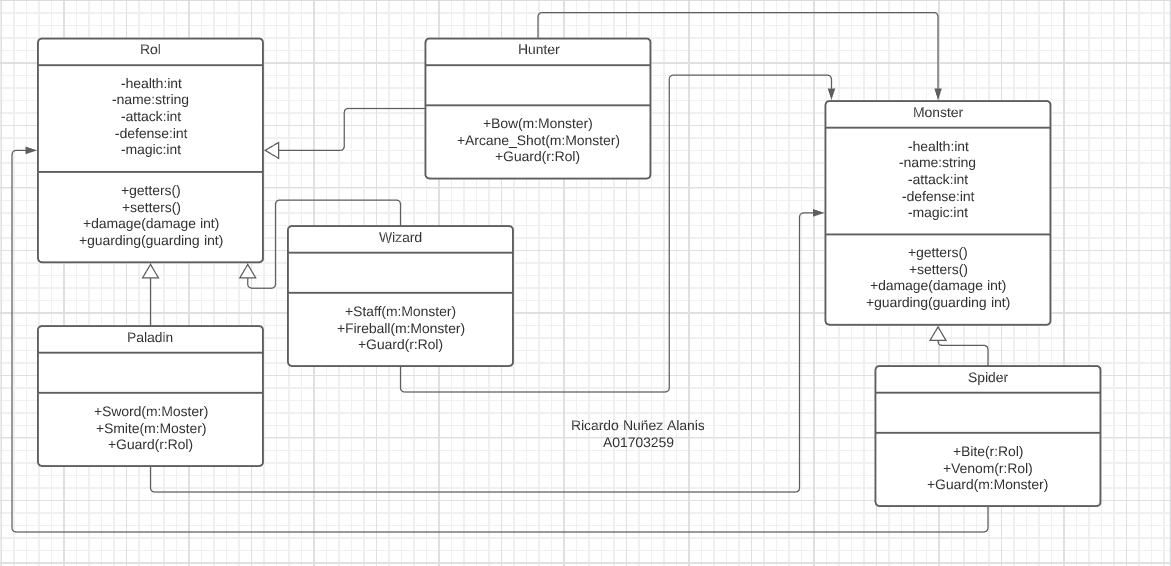 Rol
-health:int
-name:string
-attack:int
-defense:int
-magic:int
+getters()
+setters()
+damage(damage int)
+guarding(guarding int)
Hunter
+Bow(m:Monster)
+Arcane_Shot(m:Monster)
+Guard(r:Rol)
Monster
-health:int
-name:string
-attack:int
-defense:int
-magic:int
+getters()
+setters()
+damage(damage int)
+guarding(guarding int)
Wizard
+Staff(m:Monster)
+Fireball(m:Monster)
+Guard(r:Rol)
Paladin
+Sword(m:Moster)
+Smite(m:Moster)
+Guard(r:Rol)
Spider
+Bite(r:Rol)
+Venom(r:Rol)
+Guard(m:Monster)
Ricardo Nuñez Alanis
A01703259